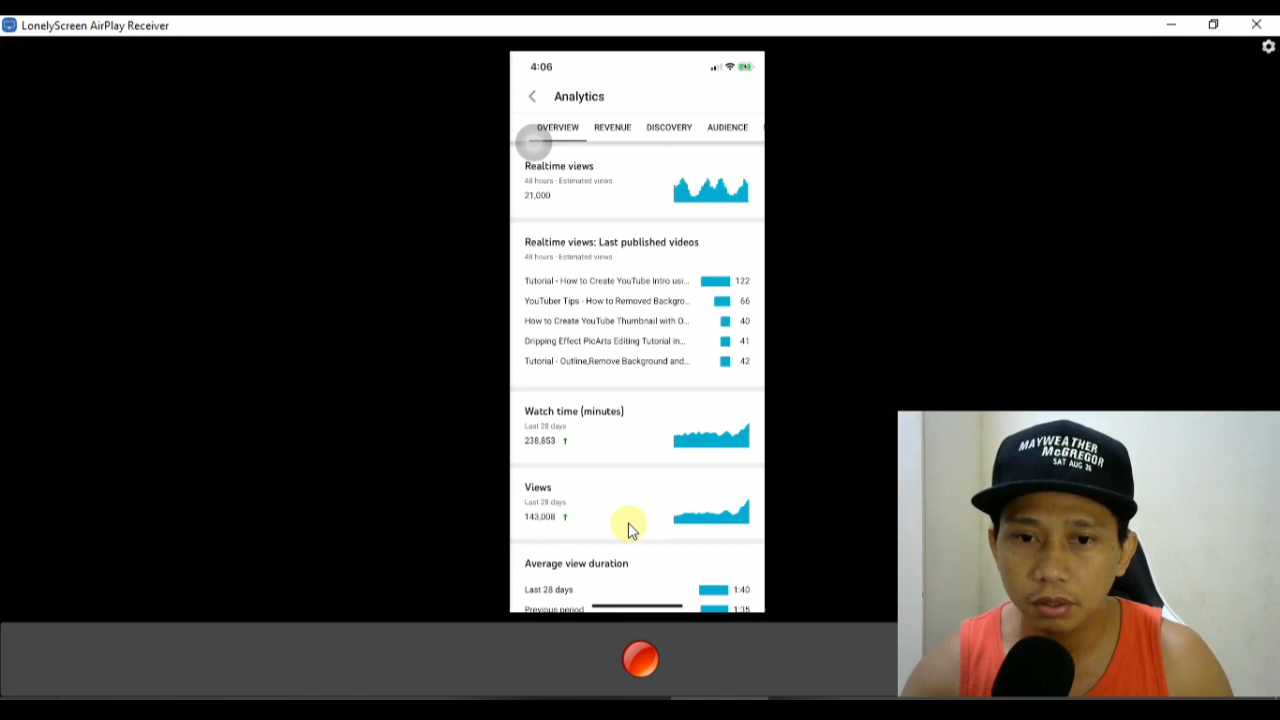 LonelyScreen AirPlay Receiver
4:06
Analytics
OVERVIEW REVENUE DISCOVERY AUDIENCE
Realtime views
48 hours · Estimated views
21,000
Realtime views: Last published videos
48 hours · Estimated views
Tutorial - How to Create YouTube Intro usi... 122
YouTuber Tips - How to Removed Backgro... 66
How to Create YouTube Thumbnail with O... 40
Dripping Effect PicArts Editing Tutorial in... 41
Tutorial - Outline,Remove Background and... 42
Watch time (minutes)
Last 28 days
238,853
Views
Last 28 days
143,008
Average view duration
Last 28 days 1:40
Previous period 1:35
MAYWEATHER
McGREGOR
SAT AUG 26